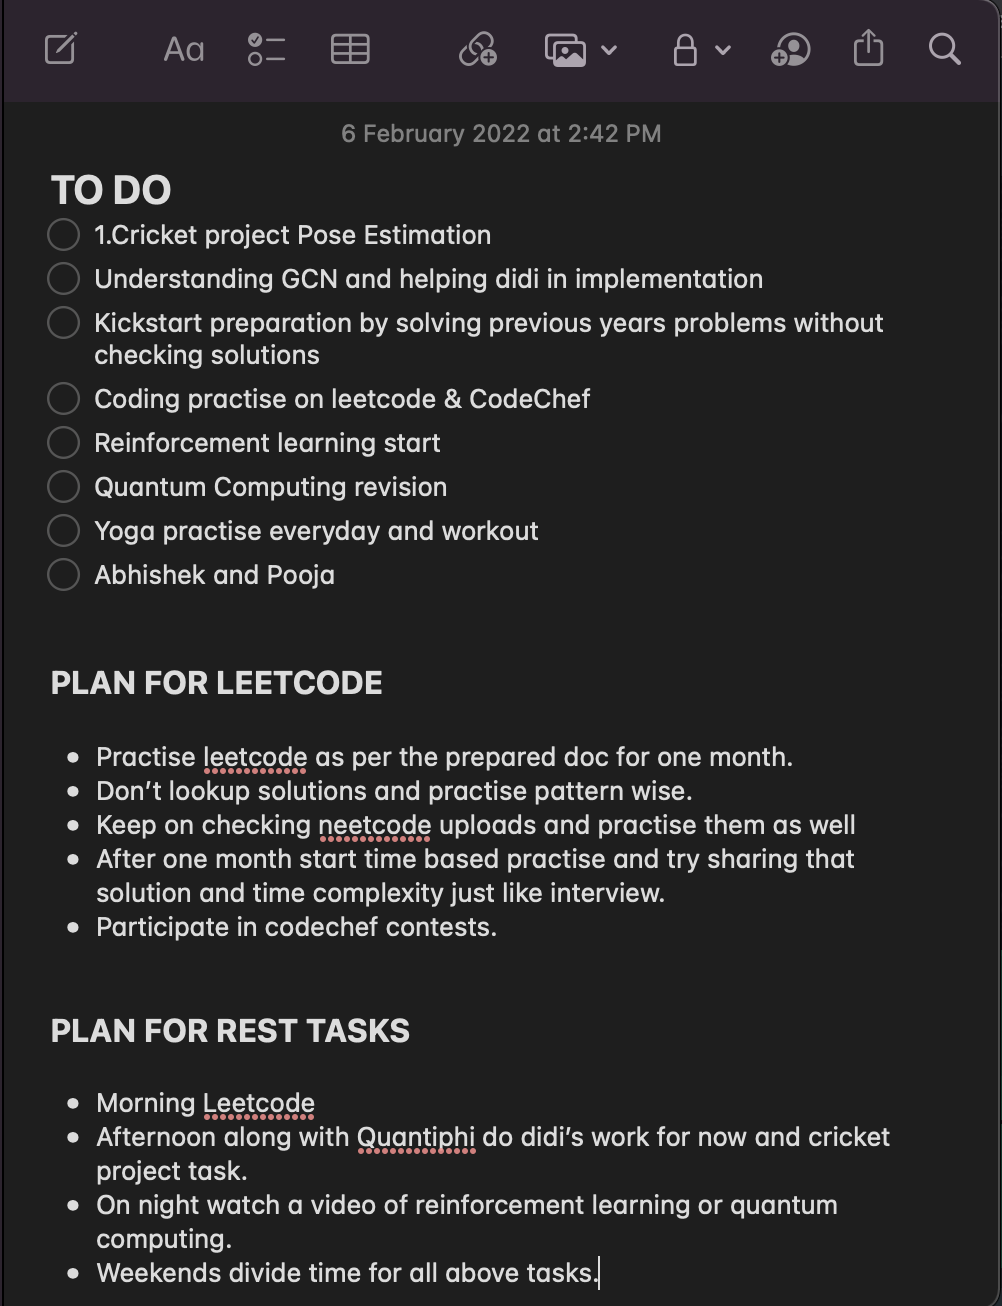 Aa
6 February 2022 at 2:42 PM
TO DO
1.Cricket project Pose Estimation
Understanding GCN and helping didi in implementation
Kickstart preparation by solving previous years problems without
checking solutions
Coding practise on leetcode & CodeChef
Reinforcement learning start
Quantum Computing revision
Yoga practise everyday and workout
Abhishek and Pooja
PLAN FOR LEETCODE
• Practise leetcode as per the prepared doc for one month.
• Don’t lookup solutions and practise pattern wise.
• Keep on checking neetcode uploads and practise them as well
• After one month start time based practise and try sharing that
solution and time complexity just like interview.
• Participate in codechef contests.
PLAN FOR REST TASKS
• Morning Leetcode
• Afternoon along with Quantiphi do didi’s work for now and cricket
project task.
• On night watch a video of reinforcement learning or quantum
computing.
• Weekends divide time for all above tasks.